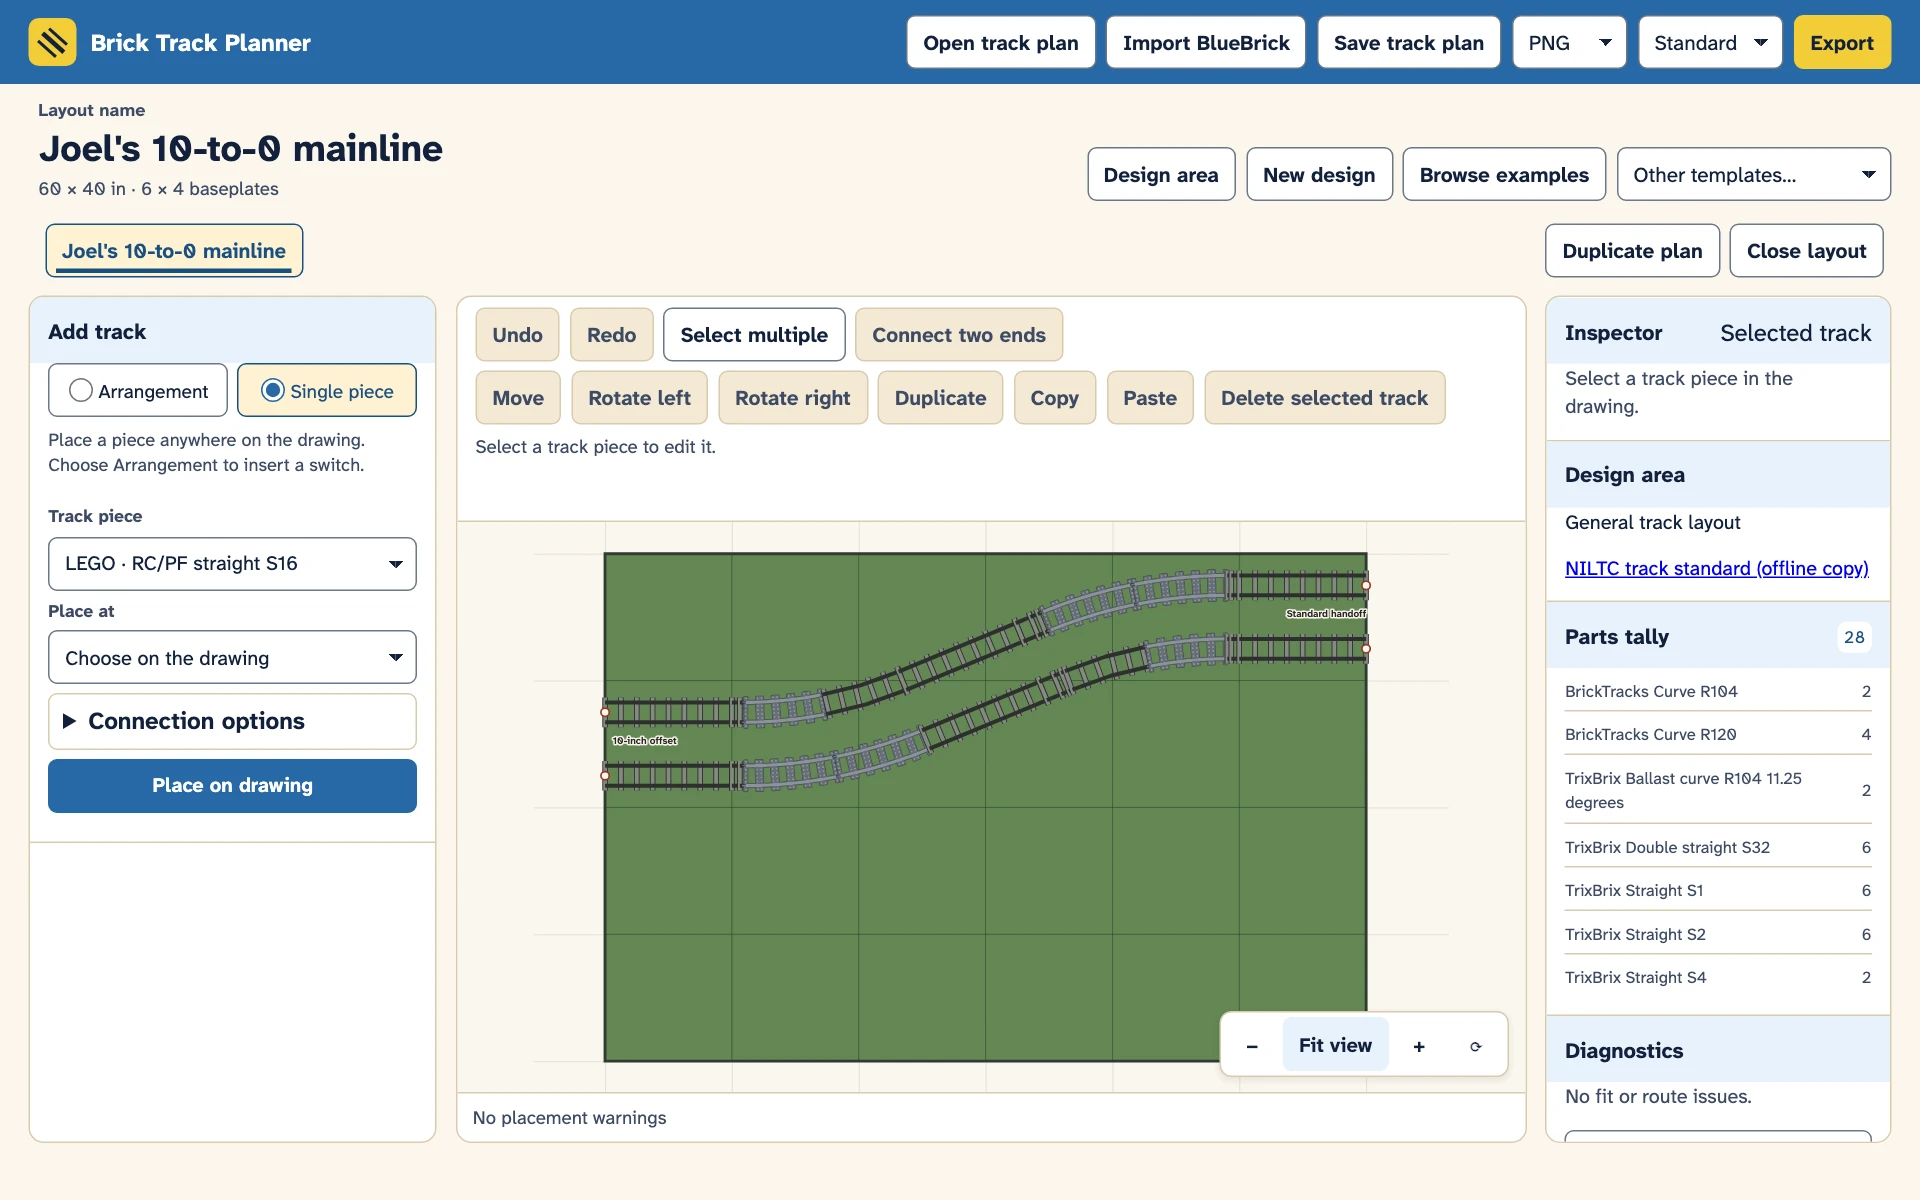 Brick Track Planner
Open track plan
Import BlueBrick
Save track plan
PNG
Standard
Export
Layout name
Joel's 10-to-0 mainline
60 × 40 in · 6 × 4 baseplates
Design area
New design
Browse examples
Other templates...
Joel's 10-to-0 mainline
Duplicate plan
Close layout
Add track
Arrangement
Single piece
Place a piece anywhere on the drawing.
Choose Arrangement to insert a switch.
Track piece
LEGO · RC/PF straight S16
Place at
Choose on the drawing
Connection options
Place on drawing
Undo
Redo
Select multiple
Connect two ends
Move
Rotate left
Rotate right
Duplicate
Copy
Paste
Delete selected track
Select a track piece to edit it.
Standard handoff
10-inch offset
− Fit view + ⟳
No placement warnings
Inspector
Selected track
Select a track piece in the
drawing.
Design area
General track layout
NILTC track standard (offline copy)
Parts tally 28
BrickTracks Curve R104 2
BrickTracks Curve R120 4
TrixBrix Ballast curve R104 11.25
degrees 2
TrixBrix Double straight S32 6
TrixBrix Straight S1 6
TrixBrix Straight S2 6
TrixBrix Straight S4 2
Diagnostics
No fit or route issues.